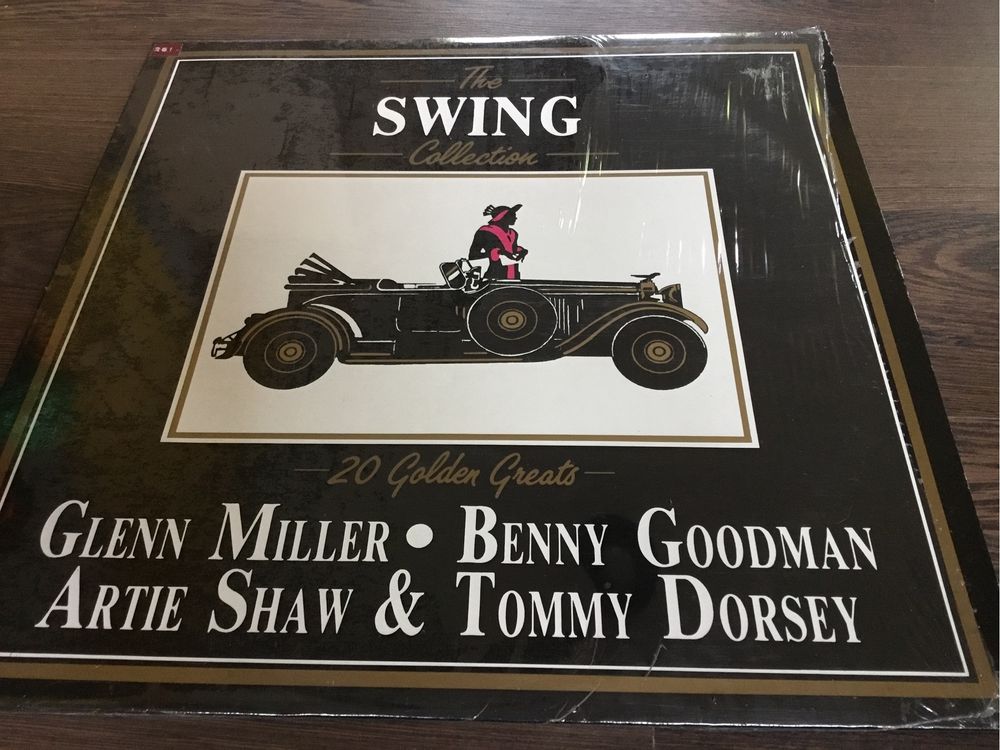 The
SWING
Collection
20 Golden Greats
GLENN MILLER • BENNY GOODMAN
ARTIE SHAW & TOMMY DORSEY